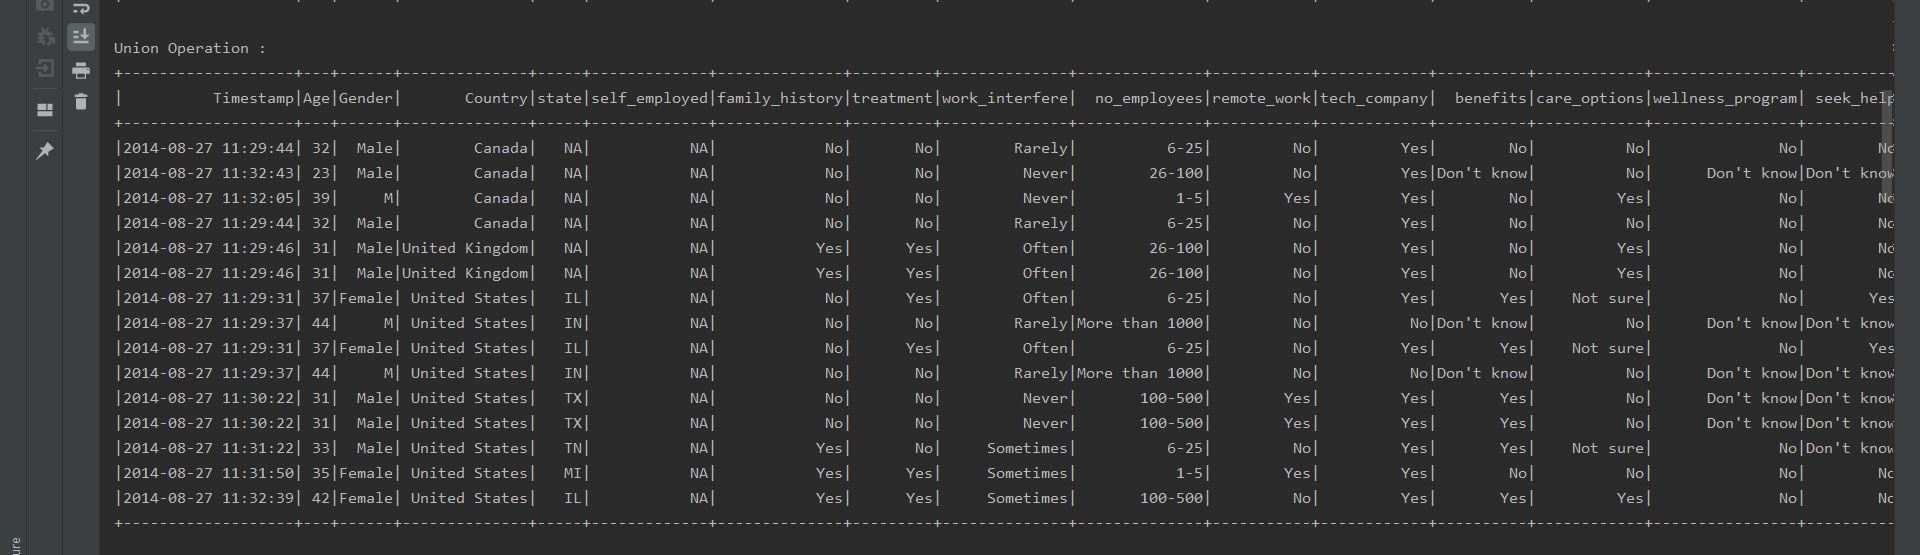 Union Operation :
+-------------------+---+------+--------------+-----+-------------+--------------+---------+--------------+--------------+-----------+------------+----------+------------+----------------+----------
|          Timestamp|Age|Gender|       Country|state|self_employed|family_history|treatment|work_interfere|  no_employees|remote_work|tech_company|  benefits|care_options|wellness_program| seek_help
+-------------------+---+------+--------------+-----+-------------+--------------+---------+--------------+--------------+-----------+------------+----------+------------+----------------+----------
|2014-08-27 11:29:44| 32|  Male|        Canada|   NA|           NA|            No|       No|        Rarely|          6-25|         No|         Yes|        No|          No|              No|        No
|2014-08-27 11:32:43| 23|  Male|        Canada|   NA|           NA|            No|       No|         Never|        26-100|         No|         Yes|Don't know|          No|      Don't know|Don't know
|2014-08-27 11:32:05| 39|     M|        Canada|   NA|           NA|            No|       No|         Never|           1-5|        Yes|         Yes|        No|         Yes|              No|        No
|2014-08-27 11:29:44| 32|  Male|        Canada|   NA|           NA|            No|       No|        Rarely|          6-25|         No|         Yes|        No|          No|              No|        No
|2014-08-27 11:29:46| 31|  Male|United Kingdom|   NA|           NA|           Yes|      Yes|         Often|        26-100|         No|         Yes|        No|         Yes|              No|        No
|2014-08-27 11:29:46| 31|  Male|United Kingdom|   NA|           NA|           Yes|      Yes|         Often|        26-100|         No|         Yes|        No|         Yes|              No|        No
|2014-08-27 11:29:31| 37|Female| United States|   IL|           NA|            No|      Yes|         Often|          6-25|         No|         Yes|       Yes|    Not sure|              No|       Yes
|2014-08-27 11:29:37| 44|     M| United States|   IN|           NA|            No|       No|        Rarely|More than 1000|         No|          No|Don't know|          No|      Don't know|Don't know
|2014-08-27 11:29:31| 37|Female| United States|   IL|           NA|            No|      Yes|         Often|          6-25|         No|         Yes|       Yes|    Not sure|              No|       Yes
|2014-08-27 11:29:37| 44|     M| United States|   IN|           NA|            No|       No|        Rarely|More than 1000|         No|          No|Don't know|          No|      Don't know|Don't know
|2014-08-27 11:30:22| 31|  Male| United States|   TX|           NA|            No|       No|         Never|       100-500|        Yes|         Yes|       Yes|          No|      Don't know|Don't know
|2014-08-27 11:30:22| 31|  Male| United States|   TX|           NA|            No|       No|         Never|       100-500|        Yes|         Yes|       Yes|          No|      Don't know|Don't know
|2014-08-27 11:31:22| 33|  Male| United States|   TN|           NA|           Yes|       No|     Sometimes|          6-25|         No|         Yes|       Yes|    Not sure|              No|Don't know
|2014-08-27 11:31:50| 35|Female| United States|   MI|           NA|           Yes|      Yes|     Sometimes|           1-5|        Yes|         Yes|        No|          No|              No|        No
|2014-08-27 11:32:39| 42|Female| United States|   IL|           NA|           Yes|      Yes|     Sometimes|       100-500|         No|         Yes|       Yes|         Yes|              No|        No
+-------------------+---+------+--------------+-----+-------------+--------------+---------+--------------+--------------+-----------+------------+----------+------------+----------------+----------